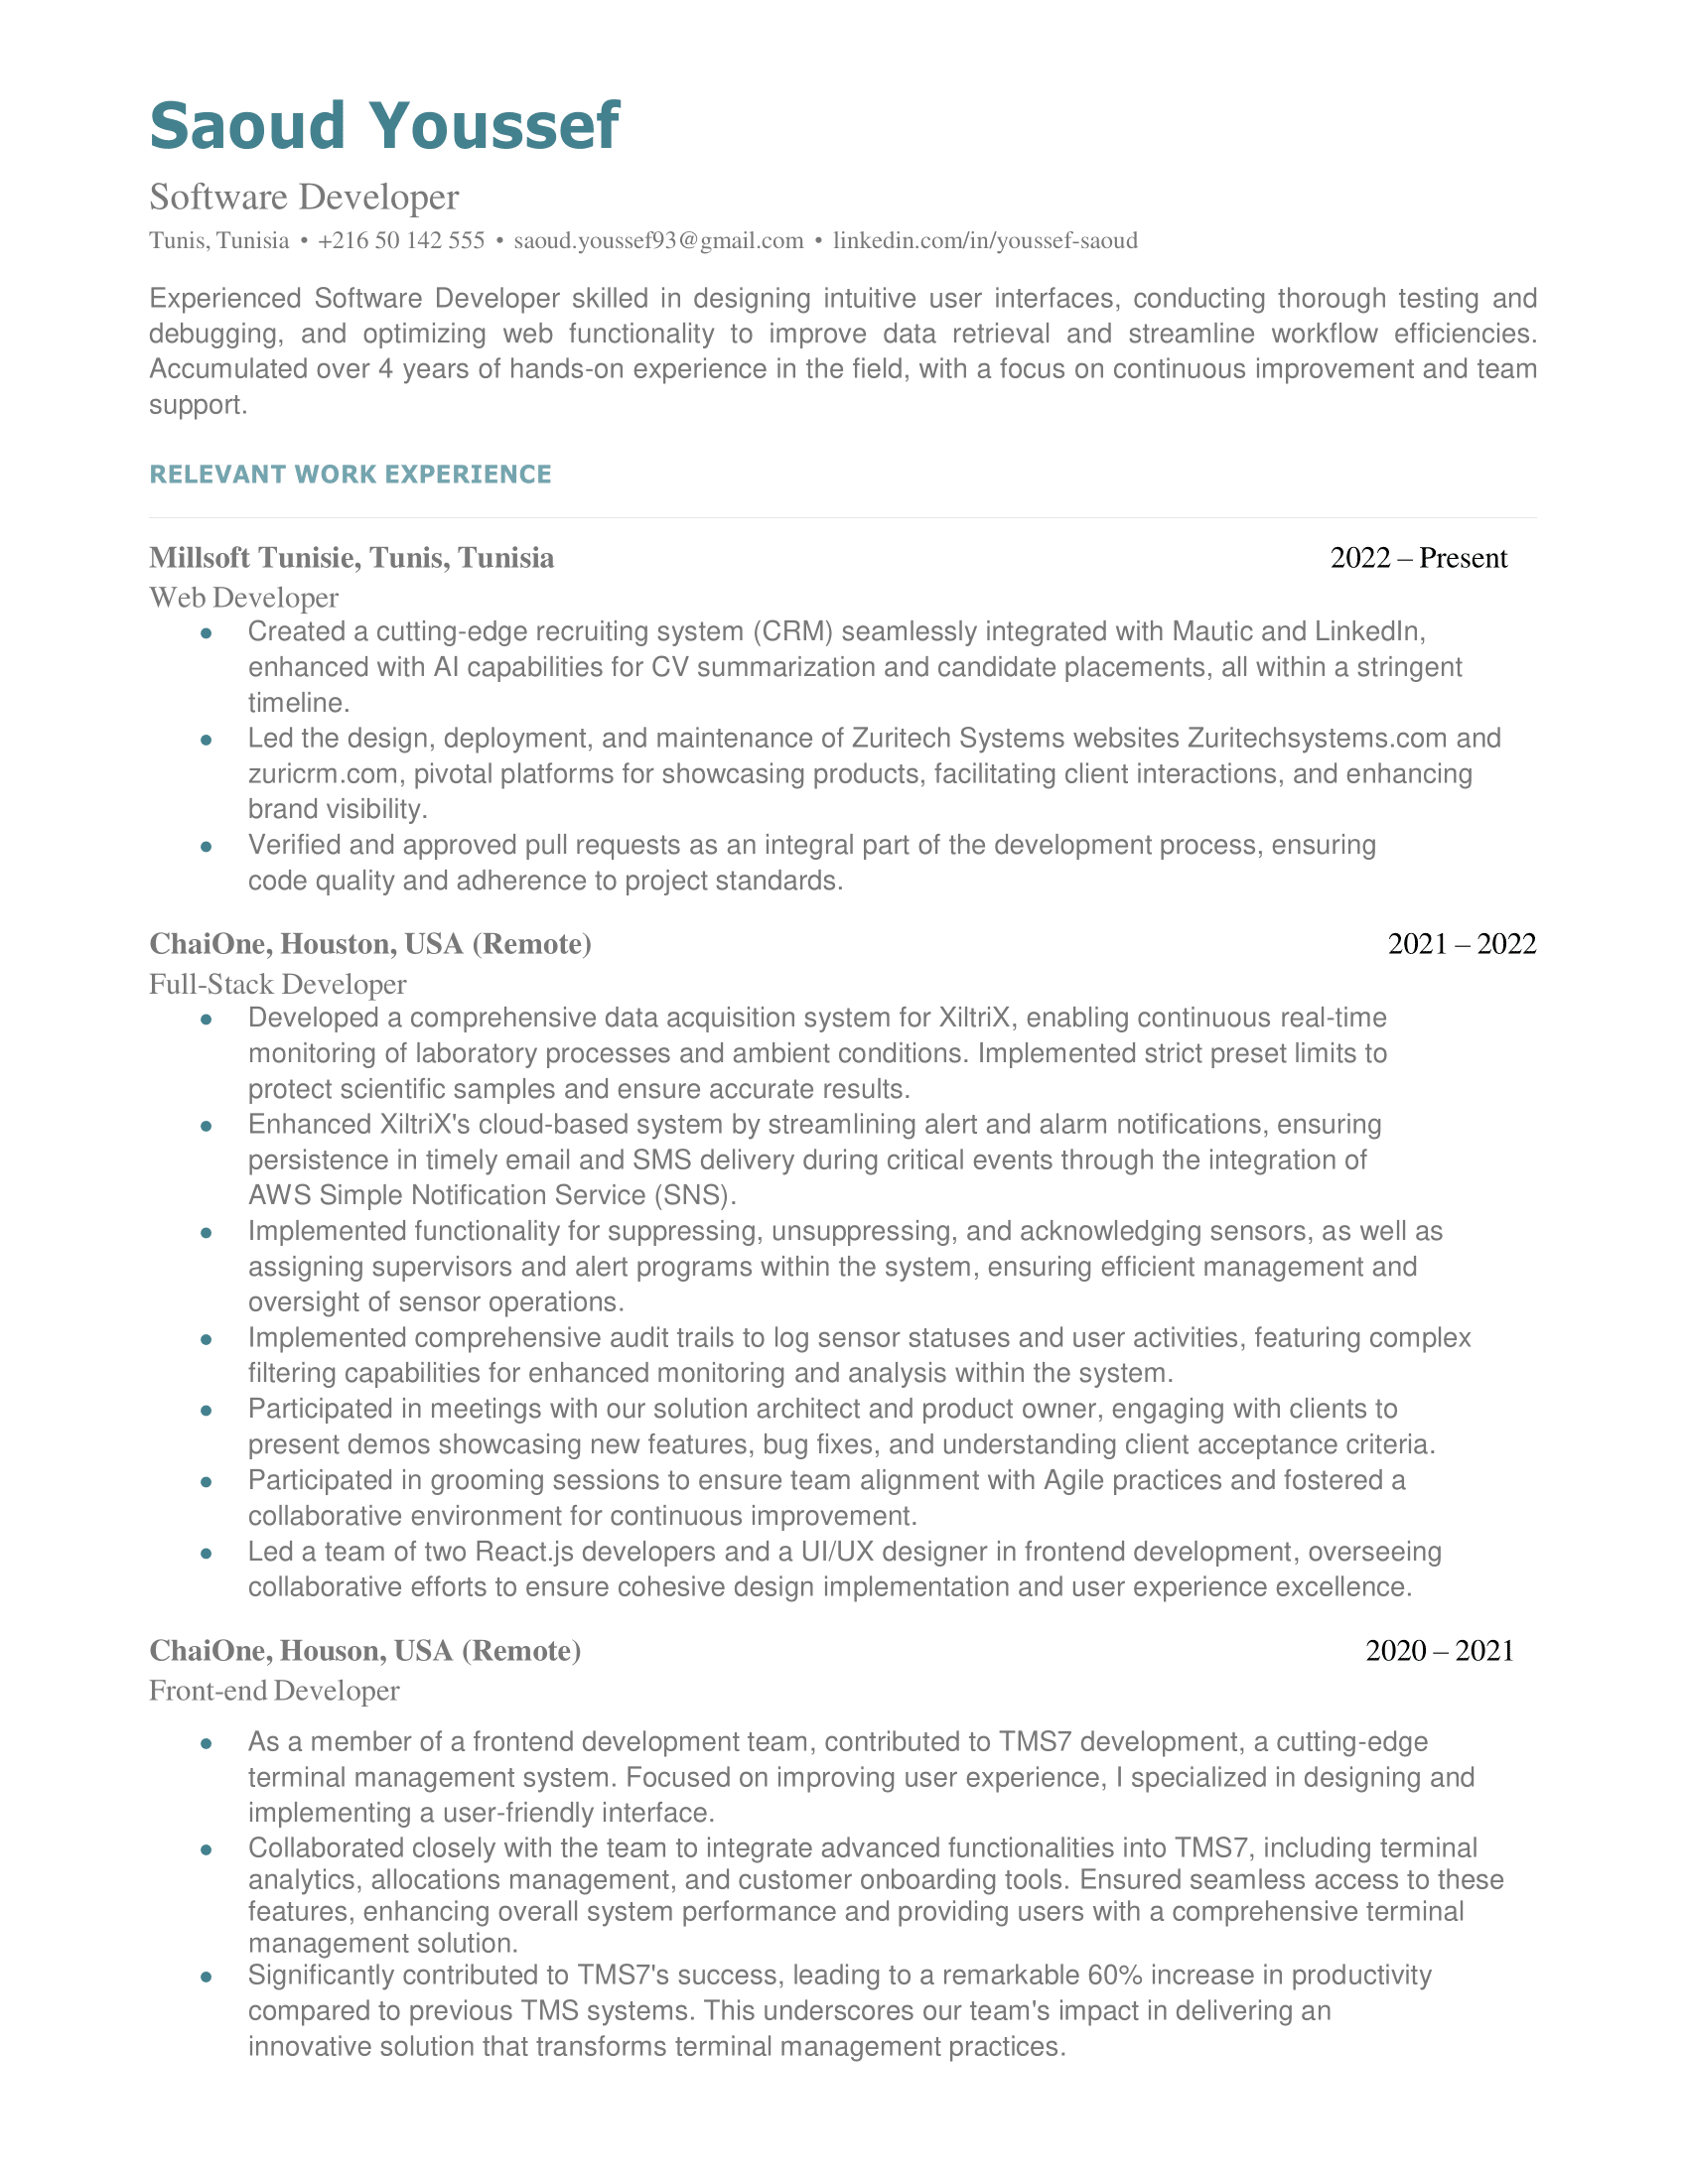 Saoud Youssef
Software Developer
Tunis, Tunisia • +216 50 142 555 • saoud.youssef93@gmail.com • linkedin.com/in/youssef-saoud
Experienced Software Developer skilled in designing intuitive user interfaces, conducting thorough testing and
debugging, and optimizing web functionality to improve data retrieval and streamline workflow efficiencies.
Accumulated over 4 years of hands-on experience in the field, with a focus on continuous improvement and team
support.
RELEVANT WORK EXPERIENCE
Millsoft Tunisie, Tunis, Tunisia 2022 – Present
Web Developer
• Created a cutting-edge recruiting system (CRM) seamlessly integrated with Mautic and LinkedIn,
enhanced with AI capabilities for CV summarization and candidate placements, all within a stringent
timeline.
• Led the design, deployment, and maintenance of Zuritech Systems websites Zuritechsystems.com and
zuricrm.com, pivotal platforms for showcasing products, facilitating client interactions, and enhancing
brand visibility.
• Verified and approved pull requests as an integral part of the development process, ensuring
code quality and adherence to project standards.
ChaiOne, Houston, USA (Remote) 2021 – 2022
Full-Stack Developer
• Developed a comprehensive data acquisition system for XiltriX, enabling continuous real-time
monitoring of laboratory processes and ambient conditions. Implemented strict preset limits to
protect scientific samples and ensure accurate results.
• Enhanced XiltriX's cloud-based system by streamlining alert and alarm notifications, ensuring
persistence in timely email and SMS delivery during critical events through the integration of
AWS Simple Notification Service (SNS).
• Implemented functionality for suppressing, unsuppressing, and acknowledging sensors, as well as
assigning supervisors and alert programs within the system, ensuring efficient management and
oversight of sensor operations.
• Implemented comprehensive audit trails to log sensor statuses and user activities, featuring complex
filtering capabilities for enhanced monitoring and analysis within the system.
• Participated in meetings with our solution architect and product owner, engaging with clients to
present demos showcasing new features, bug fixes, and understanding client acceptance criteria.
• Participated in grooming sessions to ensure team alignment with Agile practices and fostered a
collaborative environment for continuous improvement.
• Led a team of two React.js developers and a UI/UX designer in frontend development, overseeing
collaborative efforts to ensure cohesive design implementation and user experience excellence.
ChaiOne, Houson, USA (Remote) 2020 – 2021
Front-end Developer
• As a member of a frontend development team, contributed to TMS7 development, a cutting-edge
terminal management system. Focused on improving user experience, I specialized in designing and
implementing a user-friendly interface.
• Collaborated closely with the team to integrate advanced functionalities into TMS7, including terminal
analytics, allocations management, and customer onboarding tools. Ensured seamless access to these
features, enhancing overall system performance and providing users with a comprehensive terminal
management solution.
• Significantly contributed to TMS7's success, leading to a remarkable 60% increase in productivity
compared to previous TMS systems. This underscores our team's impact in delivering an
innovative solution that transforms terminal management practices.